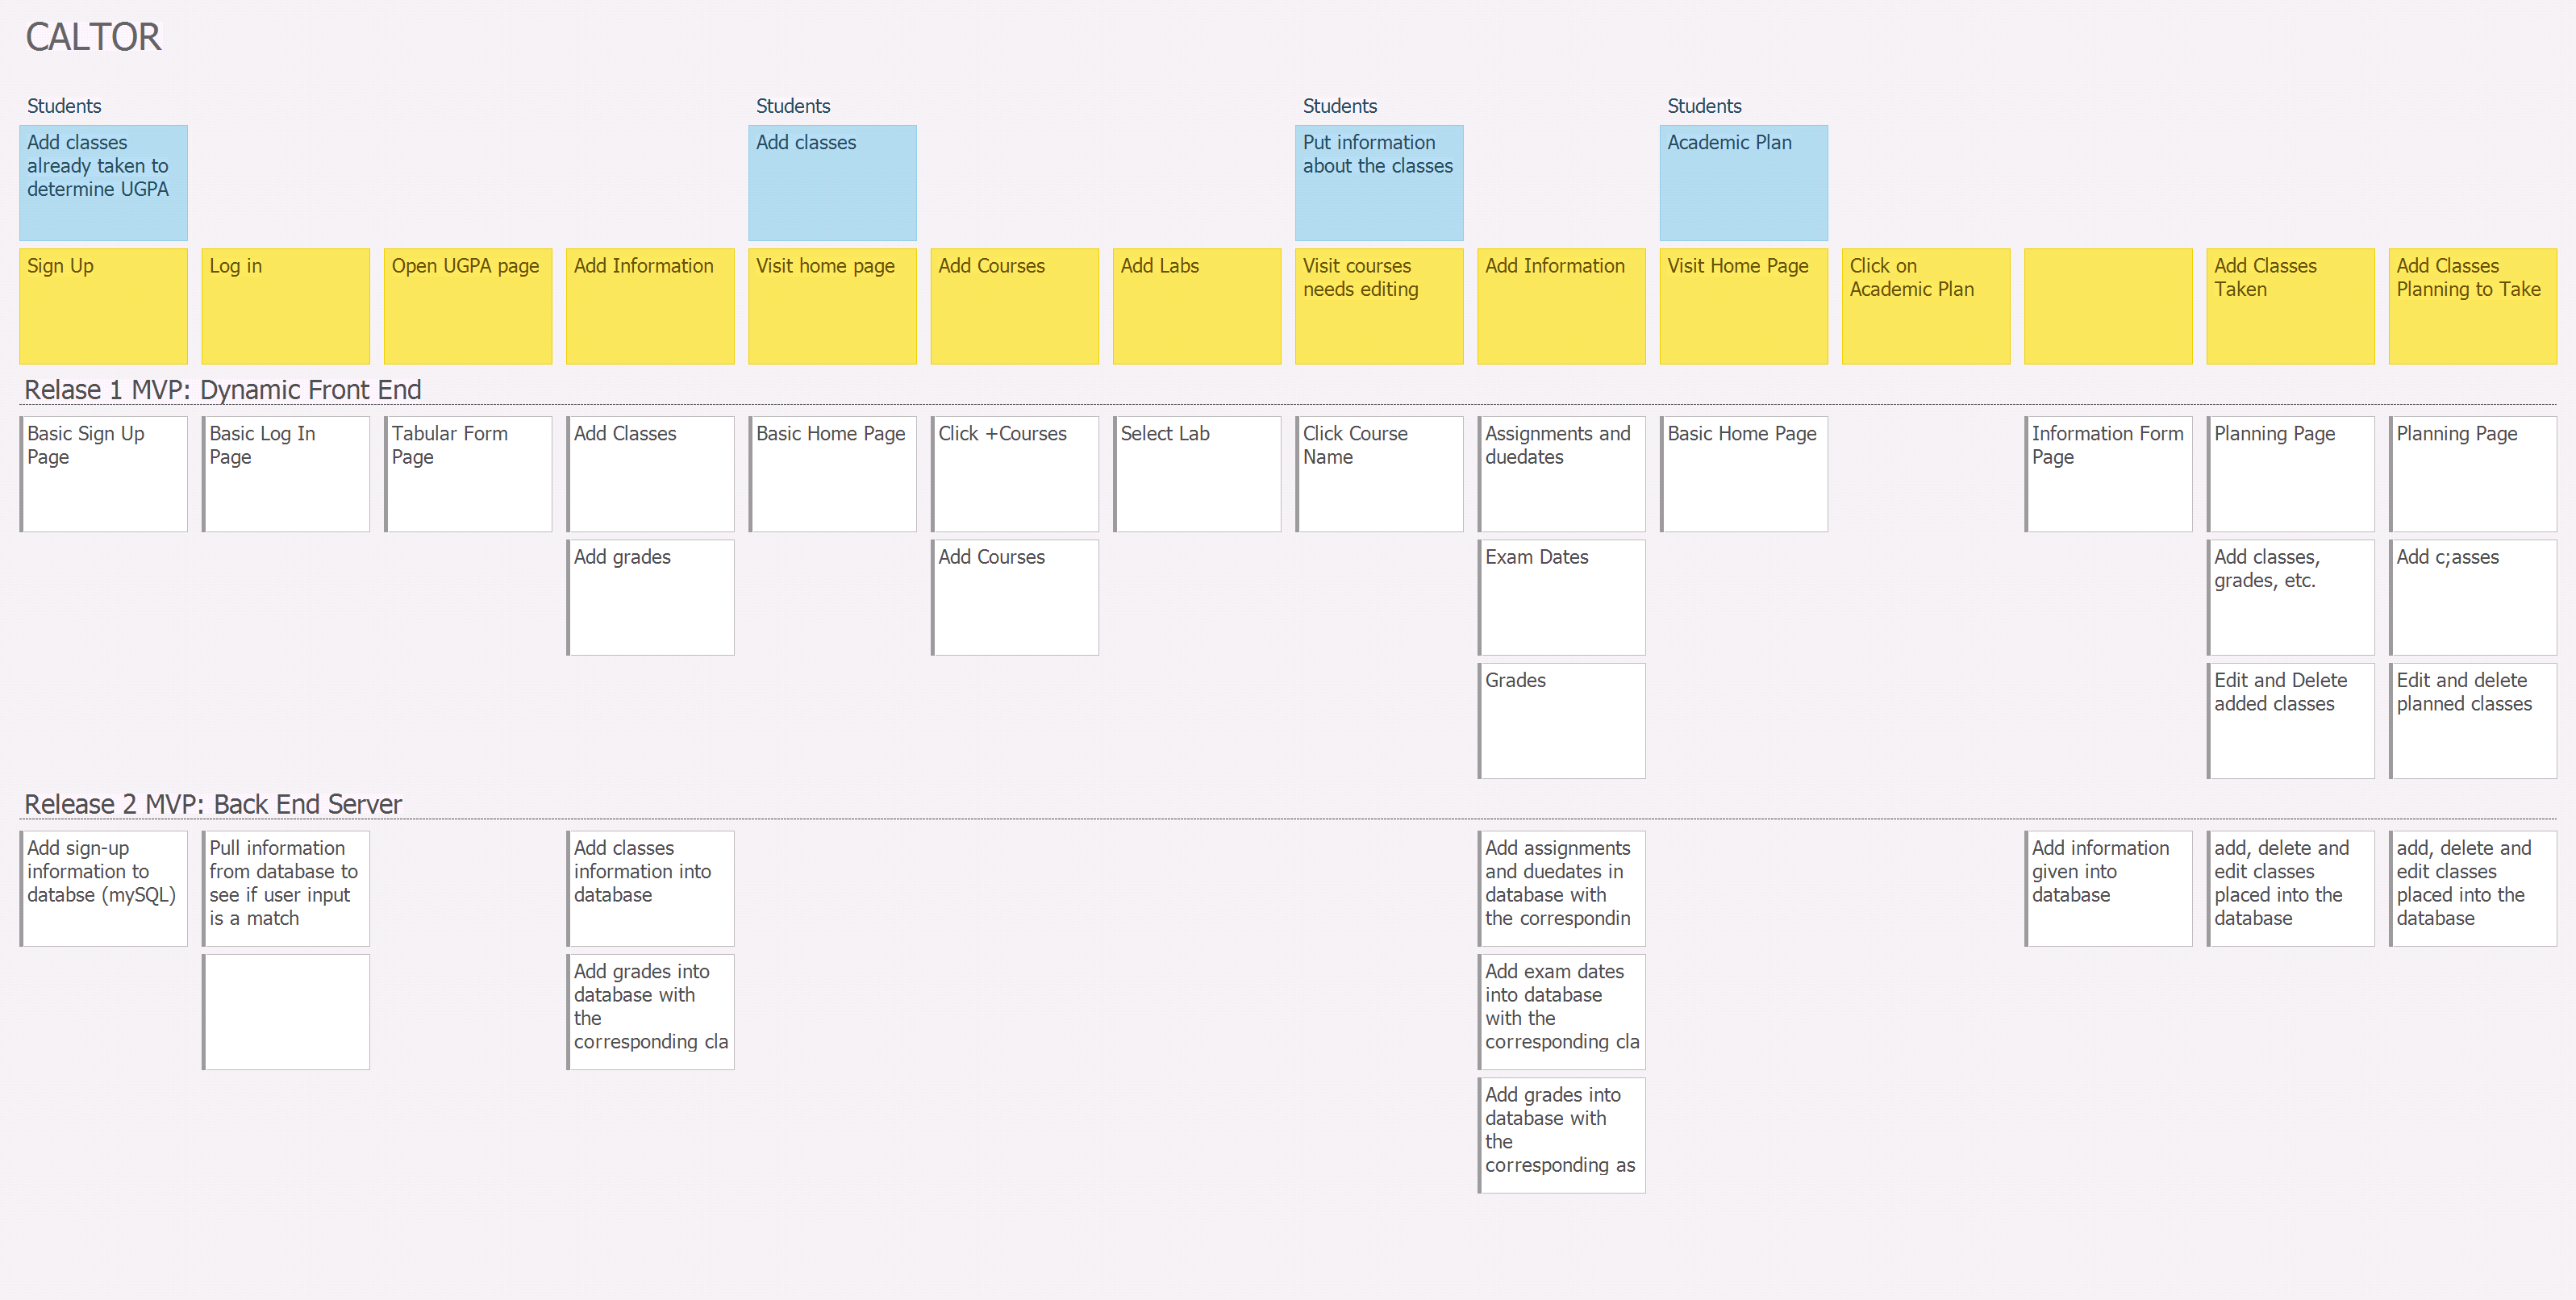 CALTOR
Students
Students
Students
Students
Add classes
already taken to
determine UGPA
Add classes
Put information
about the classes
Academic Plan
Sign Up
Log in
Open UGPA page
Add Information
Visit home page
Add Courses
Add Labs
Visit courses
needs editing
Add Information
Visit Home Page
Click on
Academic Plan
Add Classes
Taken
Add Classes
Planning to Take
Relase 1 MVP: Dynamic Front End
Basic Sign Up
Page
Basic Log In
Page
Tabular Form
Page
Add Classes
Basic Home Page
Click +Courses
Select Lab
Click Course
Name
Assignments and
duedates
Basic Home Page
Information Form
Page
Planning Page
Planning Page
Add grades
Add Courses
Exam Dates
Add classes,
grades, etc.
Add c;asses
Grades
Edit and Delete
added classes
Edit and delete
planned classes
Release 2 MVP: Back End Server
Add sign-up
information to
databse (mySQL)
Pull information
from database to
see if user input
is a match
Add classes
information into
database
Add assignments
and duedates in
database with
the correspondin
Add information
given into
database
add, delete and
edit classes
placed into the
database
add, delete and
edit classes
placed into the
database
Add grades into
database with
the
corresponding cla
Add exam dates
into database
with the
corresponding cla
Add grades into
database with
the
corresponding as